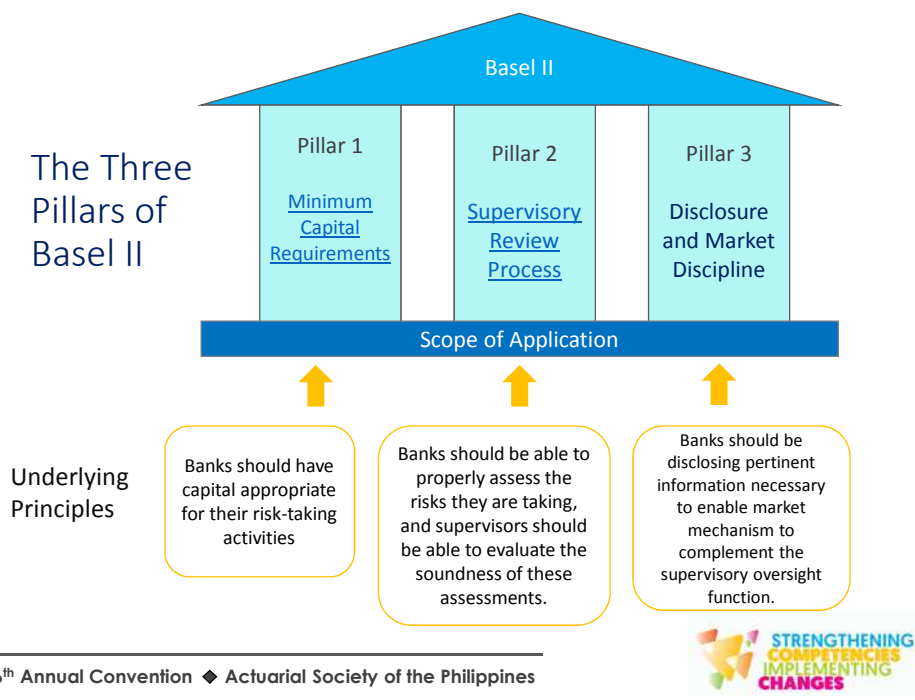 Basel II
The Three
Pillars of
Basel II
Pillar 1
Minimum
Capital
Requirements
Pillar 2
Supervisory
Review
Process
Pillar 3
Disclosure
and Market
Discipline
Scope of Application
Underlying
Principles
Banks should have
capital appropriate
for their risk-taking
activities
Banks should be able to
properly assess the
risks they are taking,
and supervisors should
be able to evaluate the
soundness of these
assessments.
Banks should be
disclosing pertinent
information necessary
to enable market
mechanism to
complement the
supervisory oversight
function.
th Annual Convention ◆ Actuarial Society of the Philippines
STRENGTHENING
COMPETENCIES
IMPLEMENTING
CHANGES